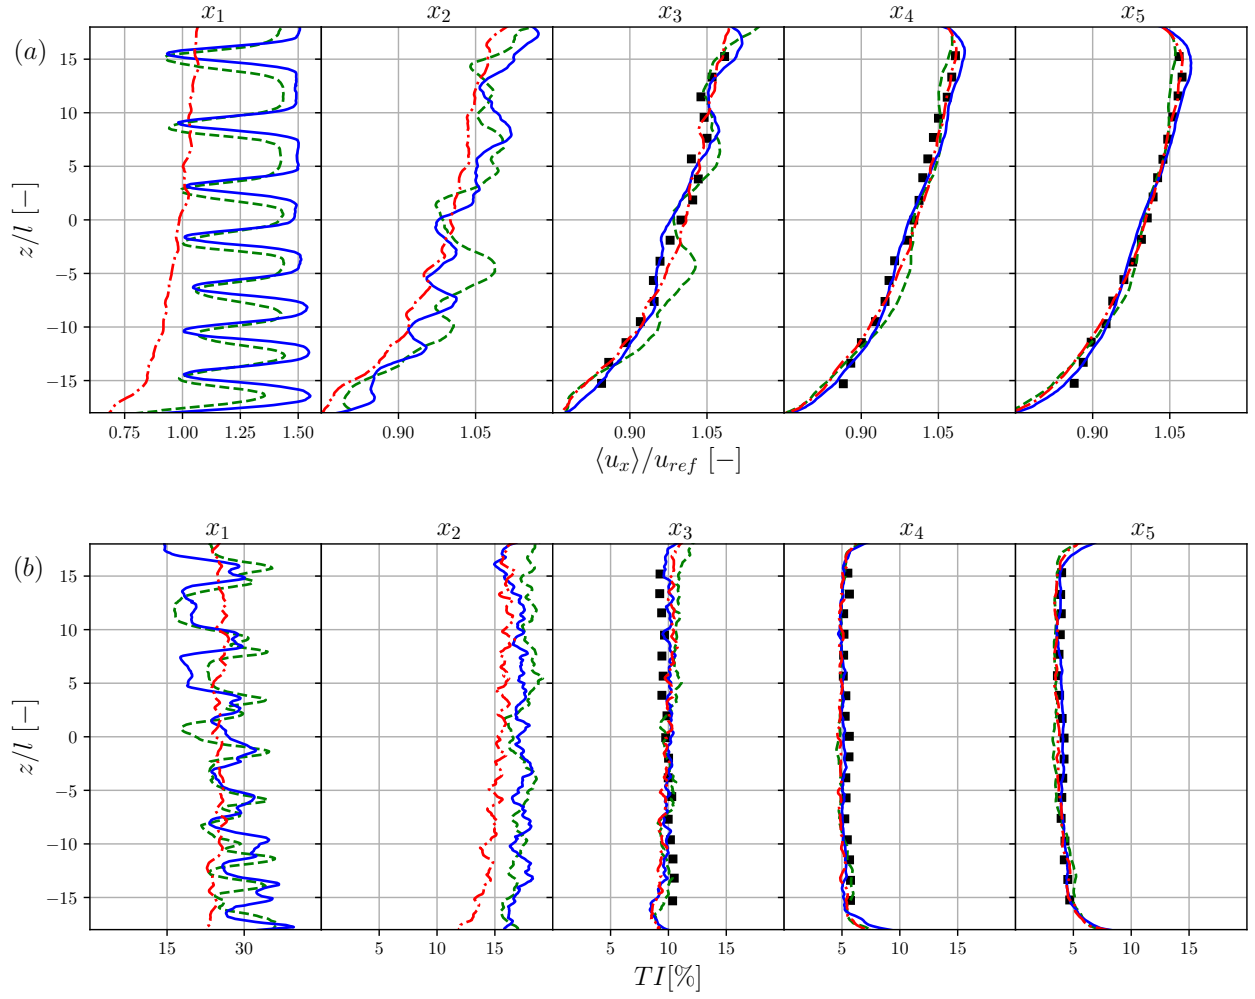 x₁ x₂ x₃ x₄ x₅
(a)
15
10
5
0
−5
−10
−15
z/l [−]
0.75 1.00 1.25 1.50 0.90 1.05 0.90 1.05 0.90 1.05 0.90 1.05
⟨uₓ⟩/u_ref [−]
x₁ x₂ x₃ x₄ x₅
(b)
15
10
5
0
−5
−10
−15
z/l [−]
15 30 5 10 15 5 10 15 5 10 15 5 10 15
TI[%]